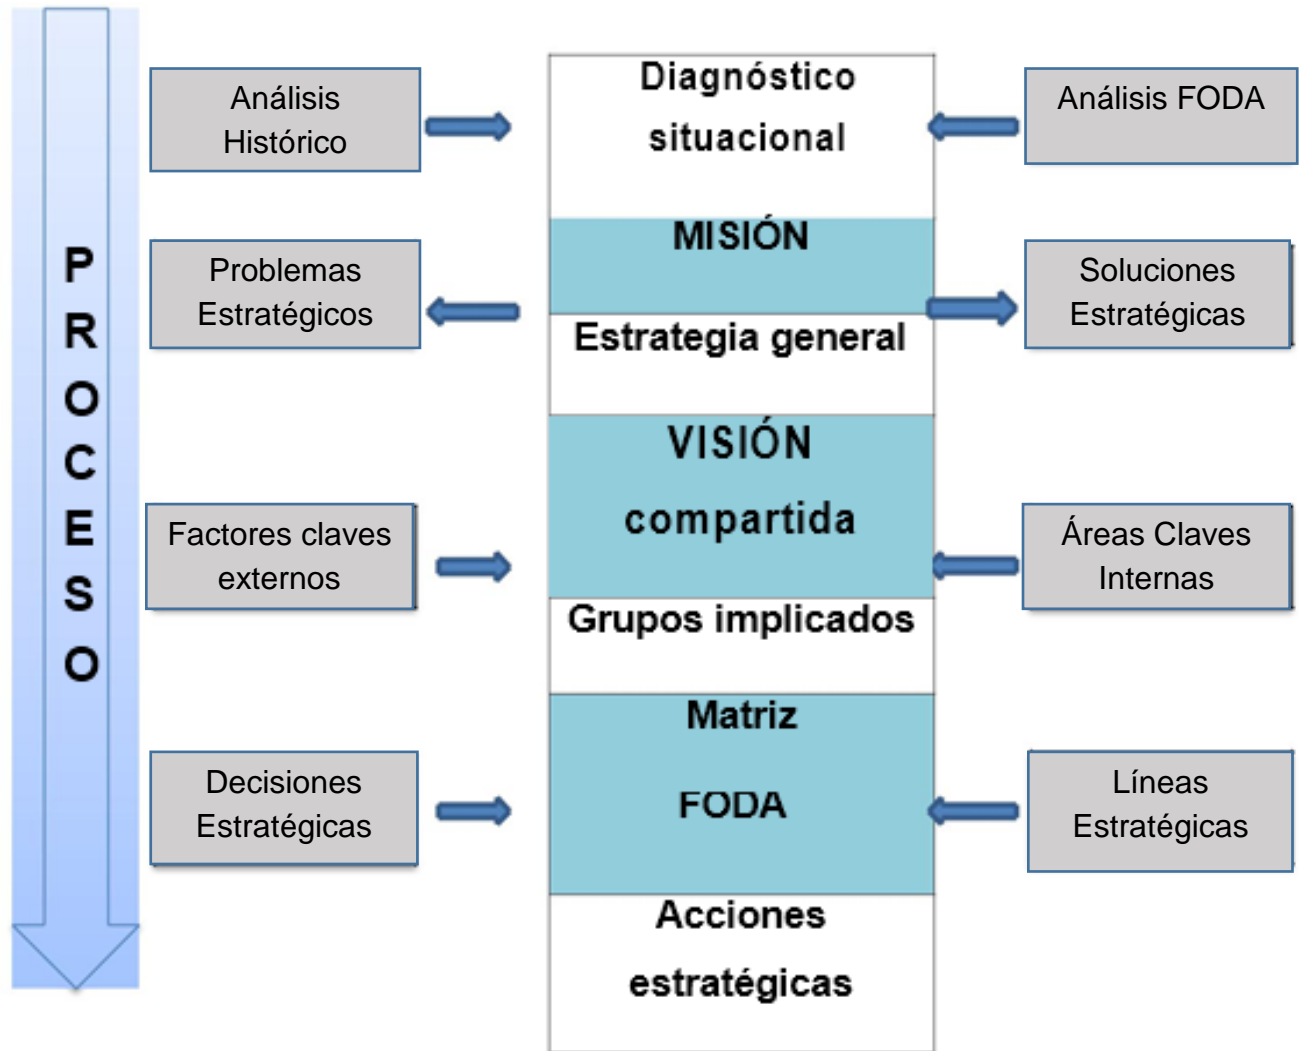 PROCESO
Análisis
Histórico
Diagnóstico
situacional
Análisis FODA
Problemas
Estratégicos
MISIÓN
Estrategia general
Soluciones
Estratégicas
Factores claves
externos
VISIÓN
compartida
Grupos implicados
Áreas Claves
Internas
Decisiones
Estratégicas
Matriz
FODA
Acciones
estratégicas
Líneas
Estratégicas